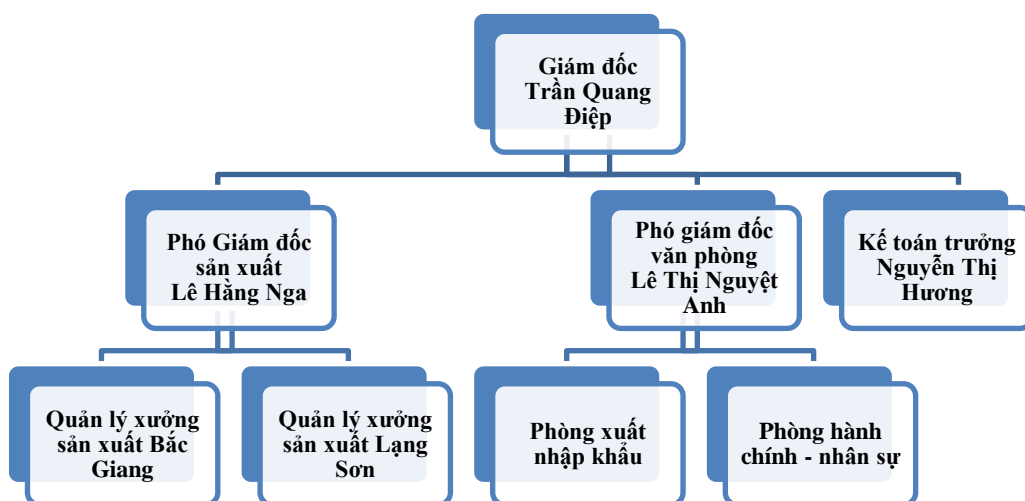 Giám đốc
Trần Quang
Điệp
Phó Giám đốc
sản xuất
Lê Hằng Nga
Phó giám đốc
văn phòng
Lê Thị Nguyệt
Anh
Kế toán trưởng
Nguyễn Thị
Hương
Quản lý xưởng
sản xuất Bắc
Giang
Quản lý xưởng
sản xuất Lạng
Sơn
Phòng xuất
nhập khẩu
Phòng hành
chính - nhân sự